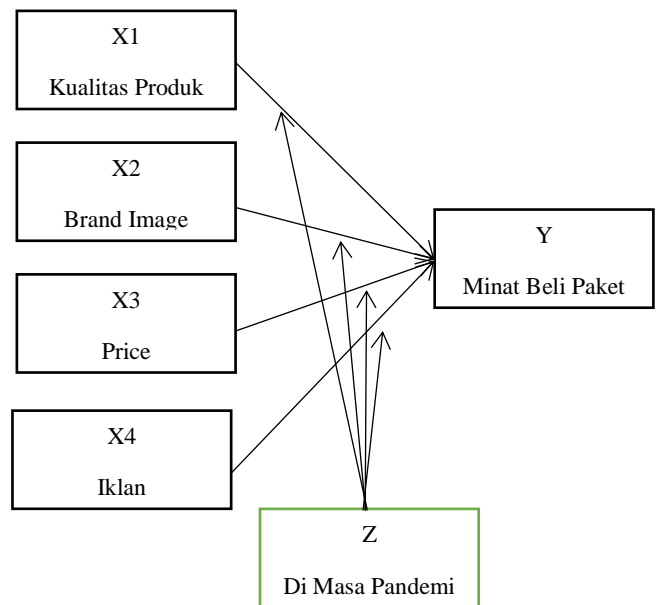 X1
Kualitas Produk
X2
Brand Image
X3
Price
X4
Iklan
Y
Minat Beli Paket
Z
Di Masa Pandemi